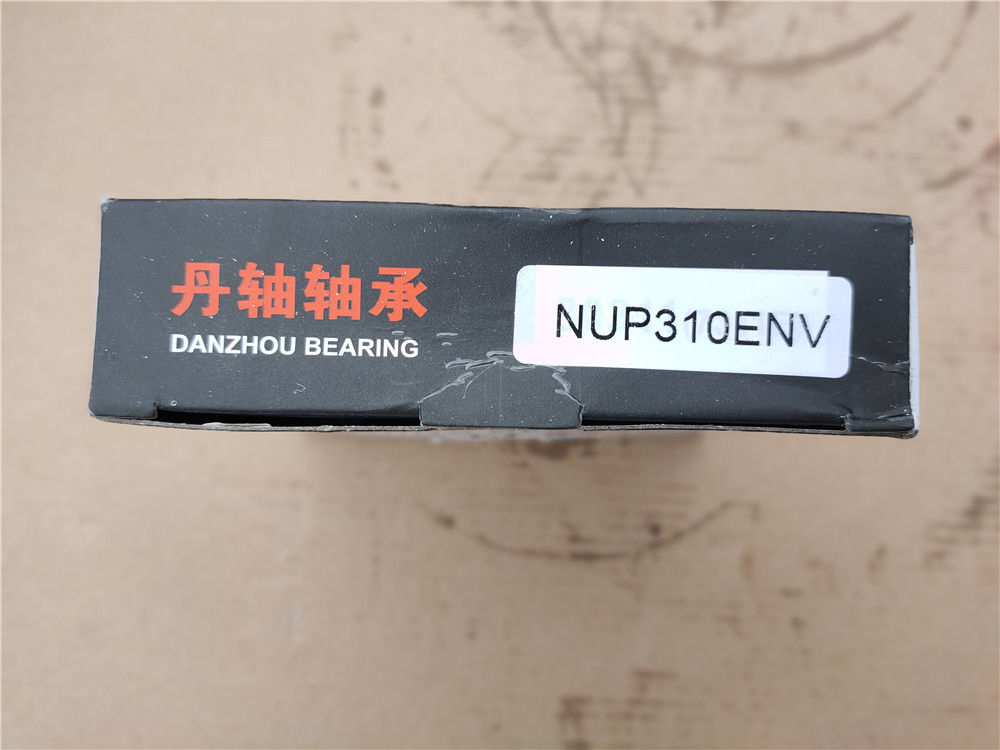 丹轴轴承
DANZHOU BEARING
NUP310ENV